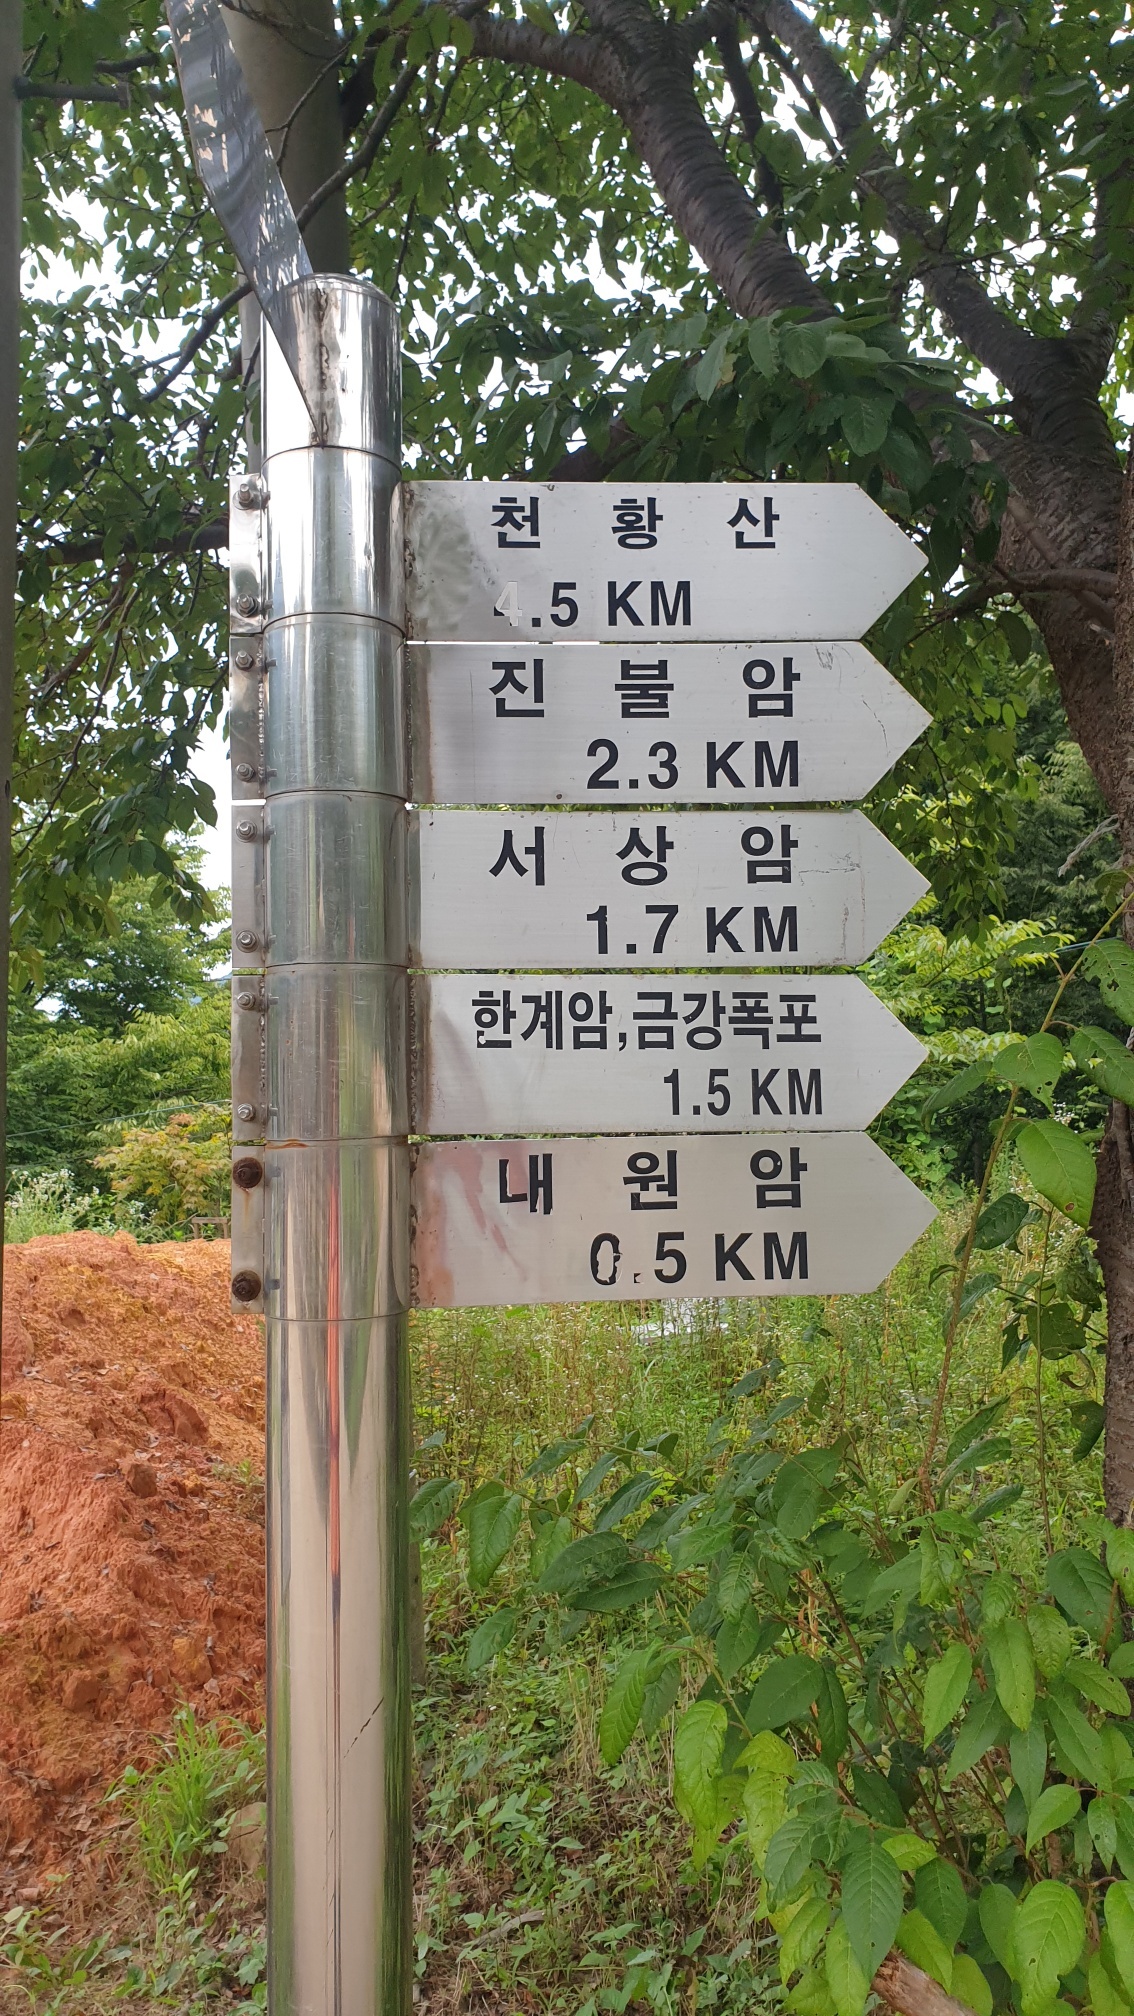 천 황 산
4.5 KM
진 불 암
2.3 KM
서 상 암
1.7 KM
한계암,금강폭포
1.5 KM
내 원 암
0.5 KM